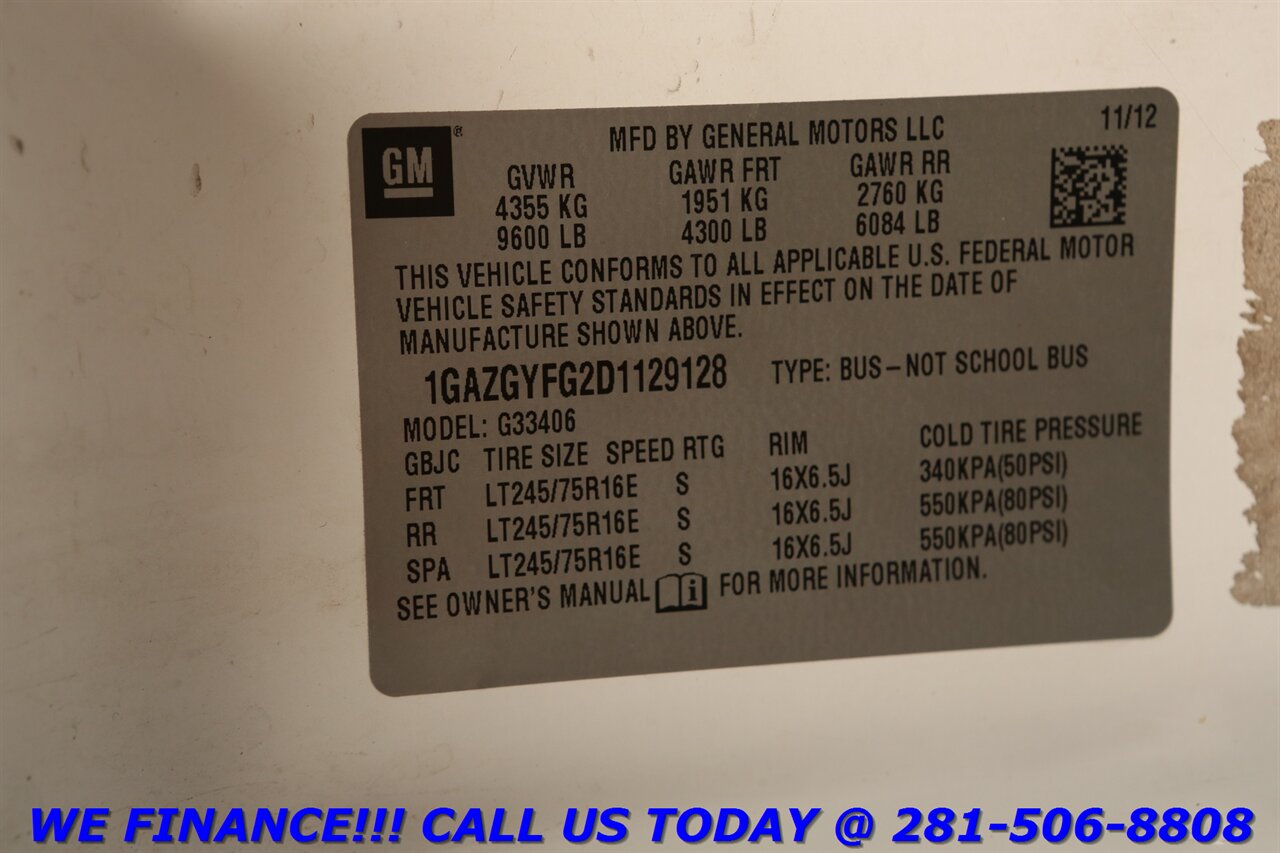 GM®
MFD BY GENERAL MOTORS LLC
11/12
GVWR GAWR FRT GAWR RR
4355 KG 1951 KG 2760 KG
9600 LB 4300 LB 6084 LB
THIS VEHICLE CONFORMS TO ALL APPLICABLE U.S. FEDERAL MOTOR
VEHICLE SAFETY STANDARDS IN EFFECT ON THE DATE OF
MANUFACTURE SHOWN ABOVE.
1GAZGYFG2D1129128 TYPE: BUS–NOT SCHOOL BUS
MODEL: G33406
GBJC TIRE SIZE SPEED RTG RIM COLD TIRE PRESSURE
FRT LT245/75R16E S 16X6.5J 340KPA(50PSI)
RR LT245/75R16E S 16X6.5J 550KPA(80PSI)
SPA LT245/75R16E S 16X6.5J 550KPA(80PSI)
SEE OWNER'S MANUAL i FOR MORE INFORMATION.
WE FINANCE!!! CALL US TODAY @ 281-506-8808